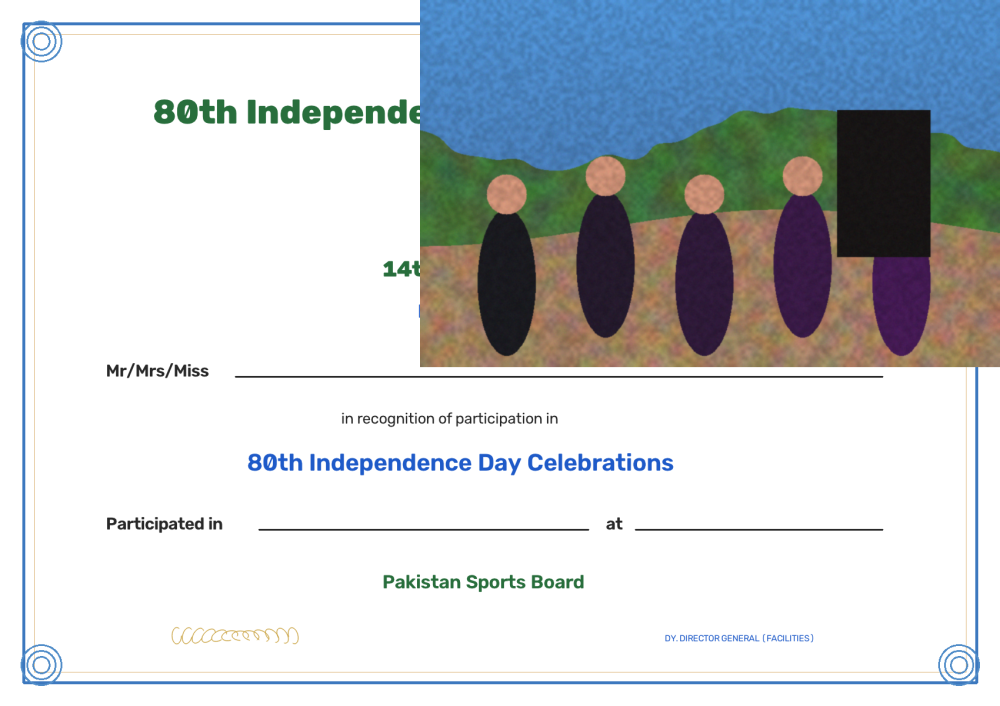 80th Independe
14t
Mr/Mrs/Miss
in recognition of participation in
80th Independence Day Celebrations
Participated in at
Pakistan Sports Board
DY. DIRECTOR GENERAL (FACILITIES)